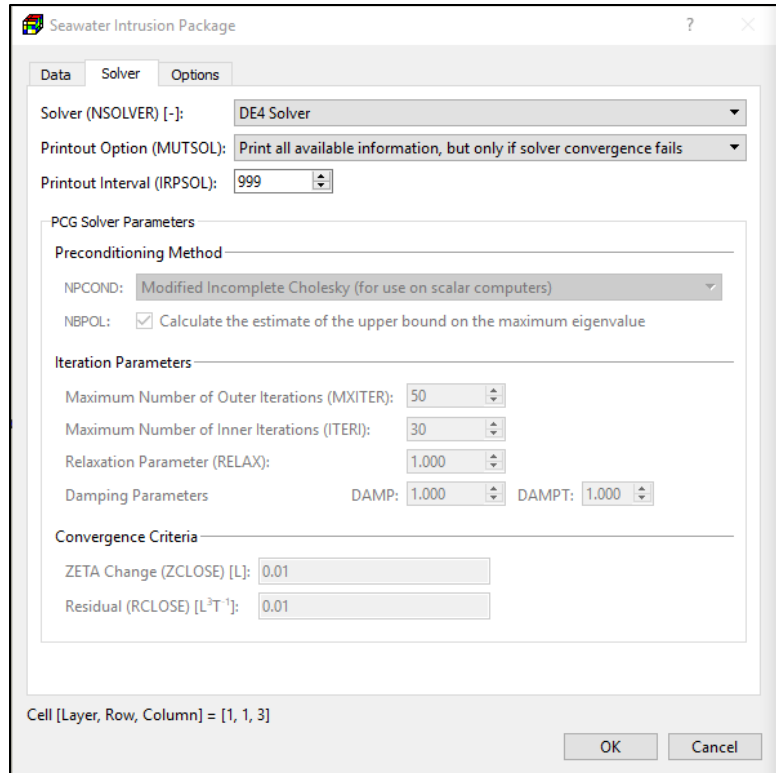 Seawater Intrusion Package ?
Data Solver Options
Solver (NSOLVER) [-]: DE4 Solver
Printout Option (MUTSOL): Print all available information, but only if solver convergence fails
Printout Interval (IRPSOL): 999
PCG Solver Parameters
Preconditioning Method
NPCOND: Modified Incomplete Cholesky (for use on scalar computers)
NBPOL: Calculate the estimate of the upper bound on the maximum eigenvalue
Iteration Parameters
Maximum Number of Outer Iterations (MXITER): 50
Maximum Number of Inner Iterations (ITERI): 30
Relaxation Parameter (RELAX): 1.000
Damping Parameters DAMP: 1.000 DAMPT: 1.000
Convergence Criteria
ZETA Change (ZCLOSE) [L]: 0.01
Residual (RCLOSE) [L³T⁻¹]: 0.01
Cell [Layer, Row, Column] = [1, 1, 3]
OK Cancel